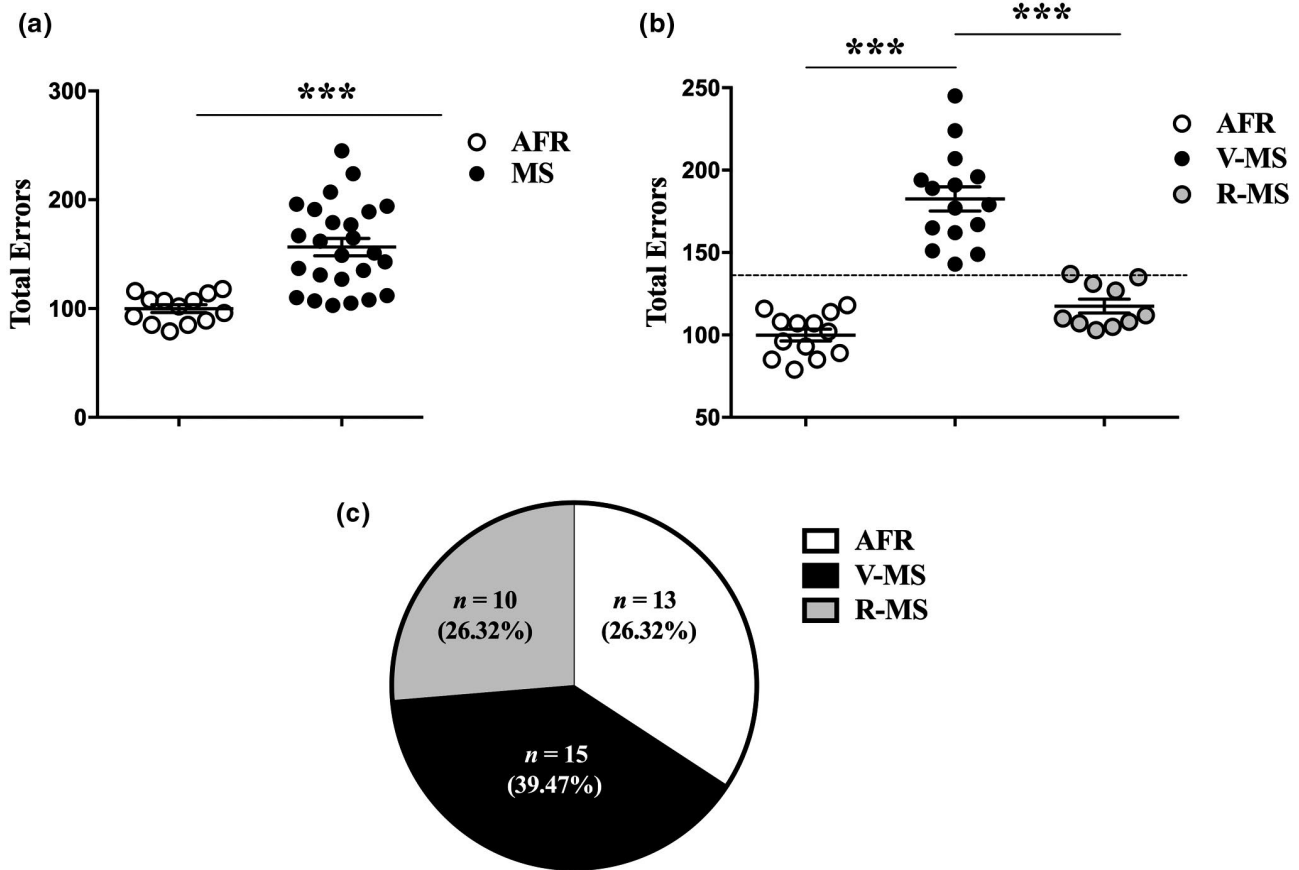 (a)
Total Errors
300
200
100
0
***
AFR
MS
(b)
Total Errors
250
200
150
100
50
***
***
AFR
V-MS
R-MS
(c)
n = 10
(26.32%)
n = 13
(26.32%)
n = 15
(39.47%)
AFR
V-MS
R-MS